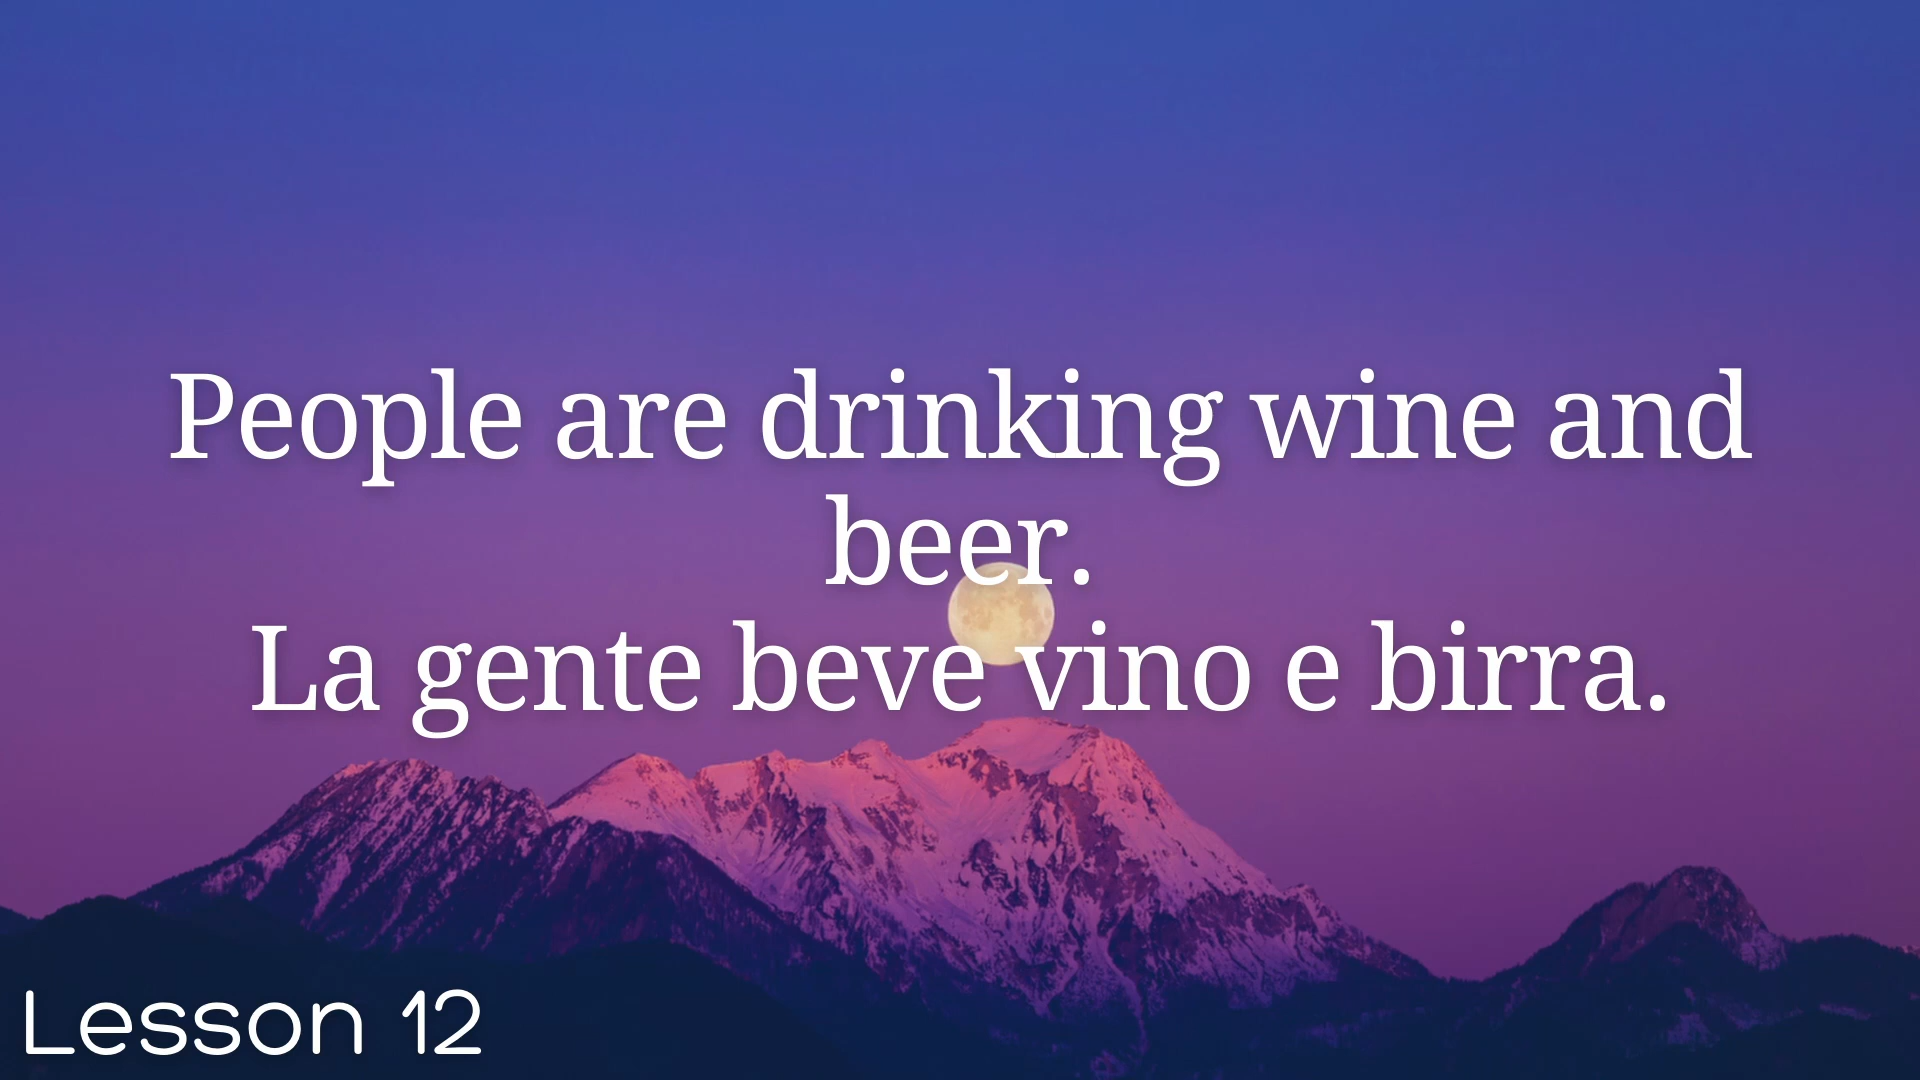 People are drinking wine and
beer.
La gente beve vino e birra.
Lesson 12